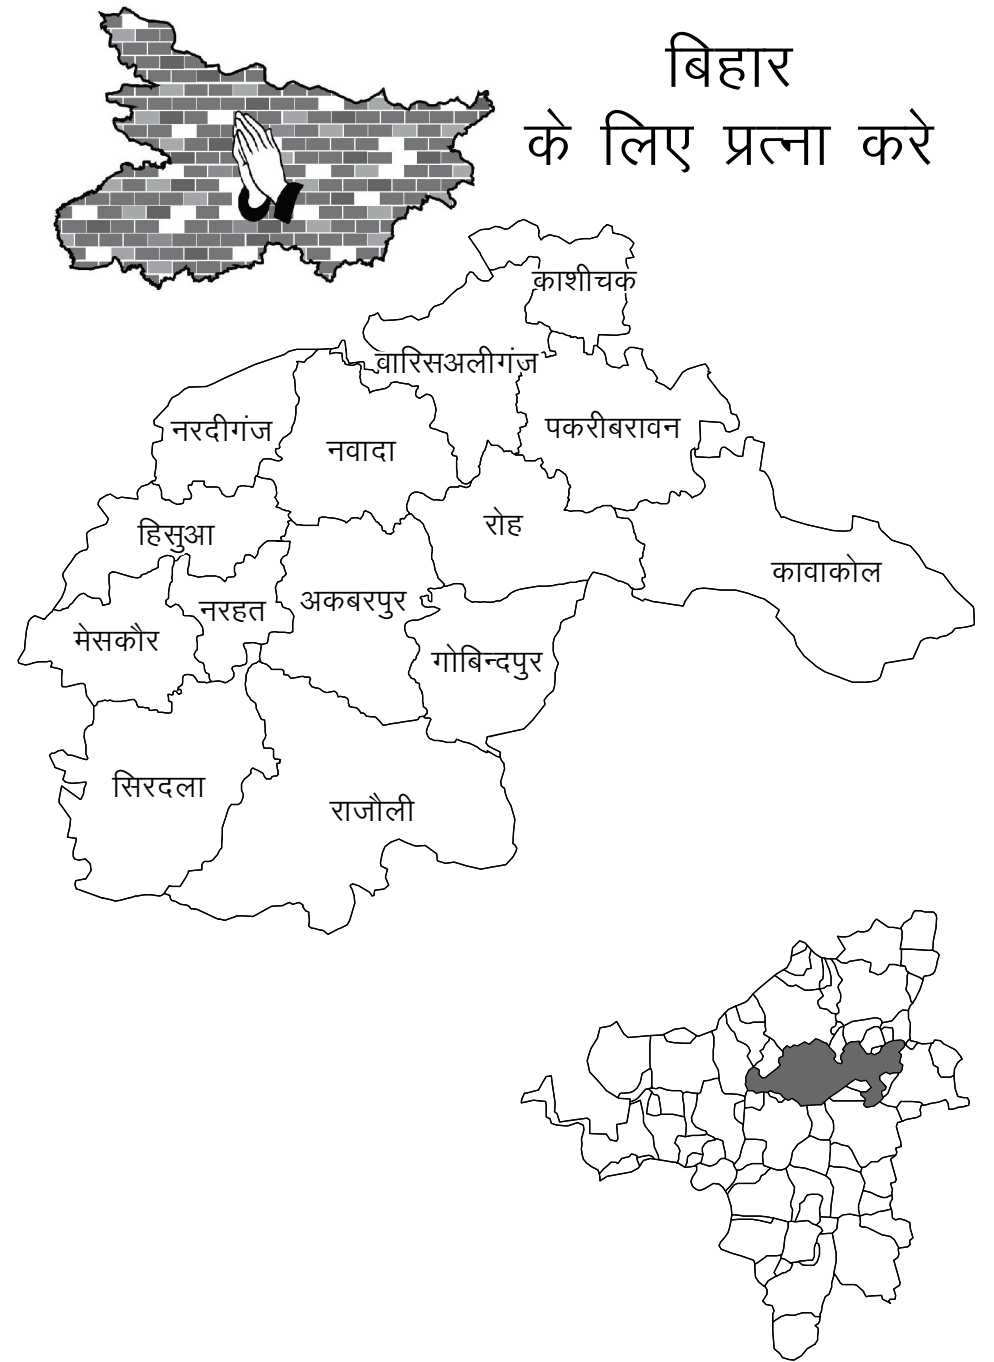 बिहार
के लिए प्रत्ना करे
काशीचक
वारिसअलीगंज
नरदीगंज
नवादा
पकरीबरावन
हिसुआ
रोह
कावाकोल
नरहत
अकबरपुर
मेसकौर
गोबिन्दपुर
सिरदला
राजौली